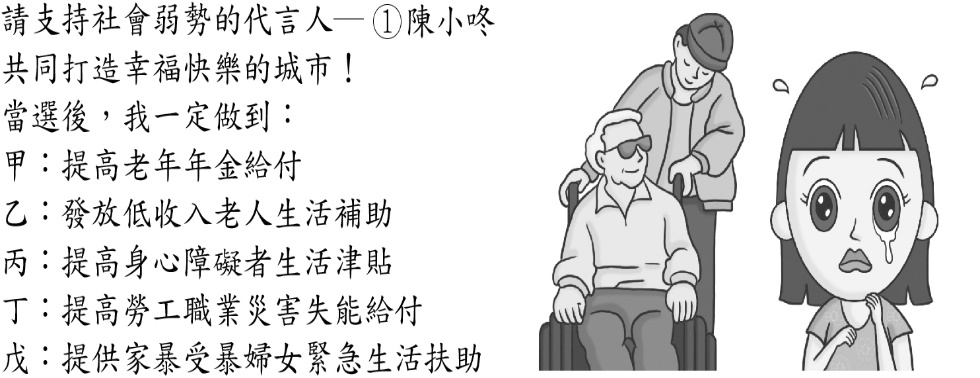 請支持社會弱勢的代言人─①陳小咚
共同打造幸福快樂的城市！
當選後，我一定做到：
甲：提高老年年金給付
乙：發放低收入老人生活補助
丙：提高身心障礙者生活津貼
丁：提高勞工職業災害失能給付
戊：提供家暴受暴婦女緊急生活扶助